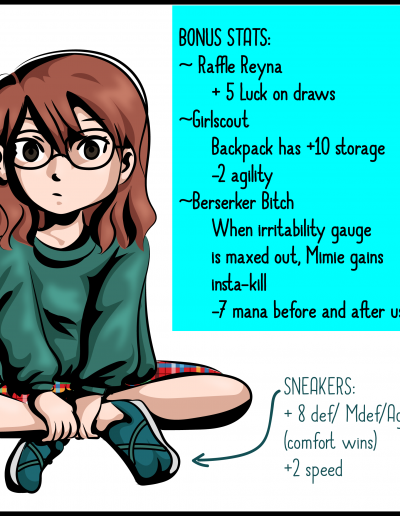 BONUS STATS:
~ Raffle Reyna
+ 5 Luck on draws
~Girlscout
Backpack has +10 storage
-2 agility
~Berserker Bitch
When irritability gauge
is maxed out, Mimie gains
insta-kill
-7 mana before and after
SNEAKERS:
+ 8 def/ Mdef/
(comfort wins)
+2 speed